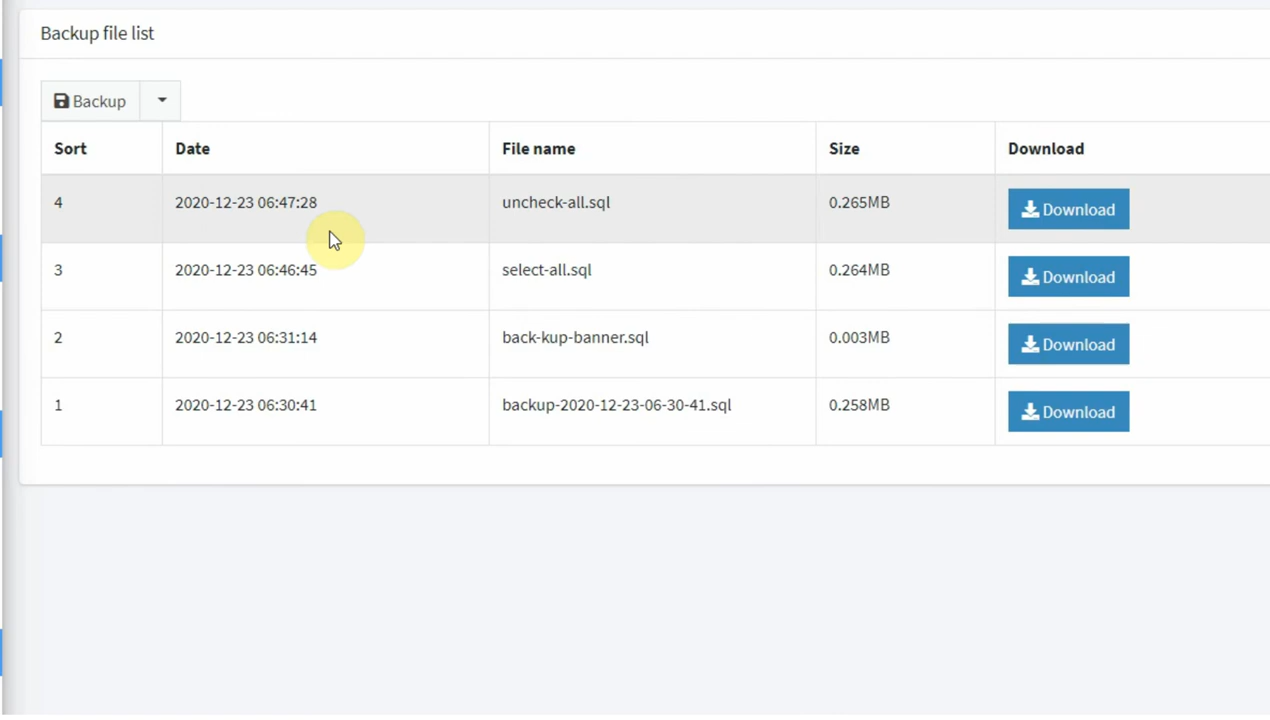 Backup file list
Backup
Sort Date File name Size Download
4 2020-12-23 06:47:28 uncheck-all.sql 0.265MB Download
3 2020-12-23 06:46:45 select-all.sql 0.264MB Download
2 2020-12-23 06:31:14 back-kup-banner.sql 0.003MB Download
1 2020-12-23 06:30:41 backup-2020-12-23-06-30-41.sql 0.258MB Download